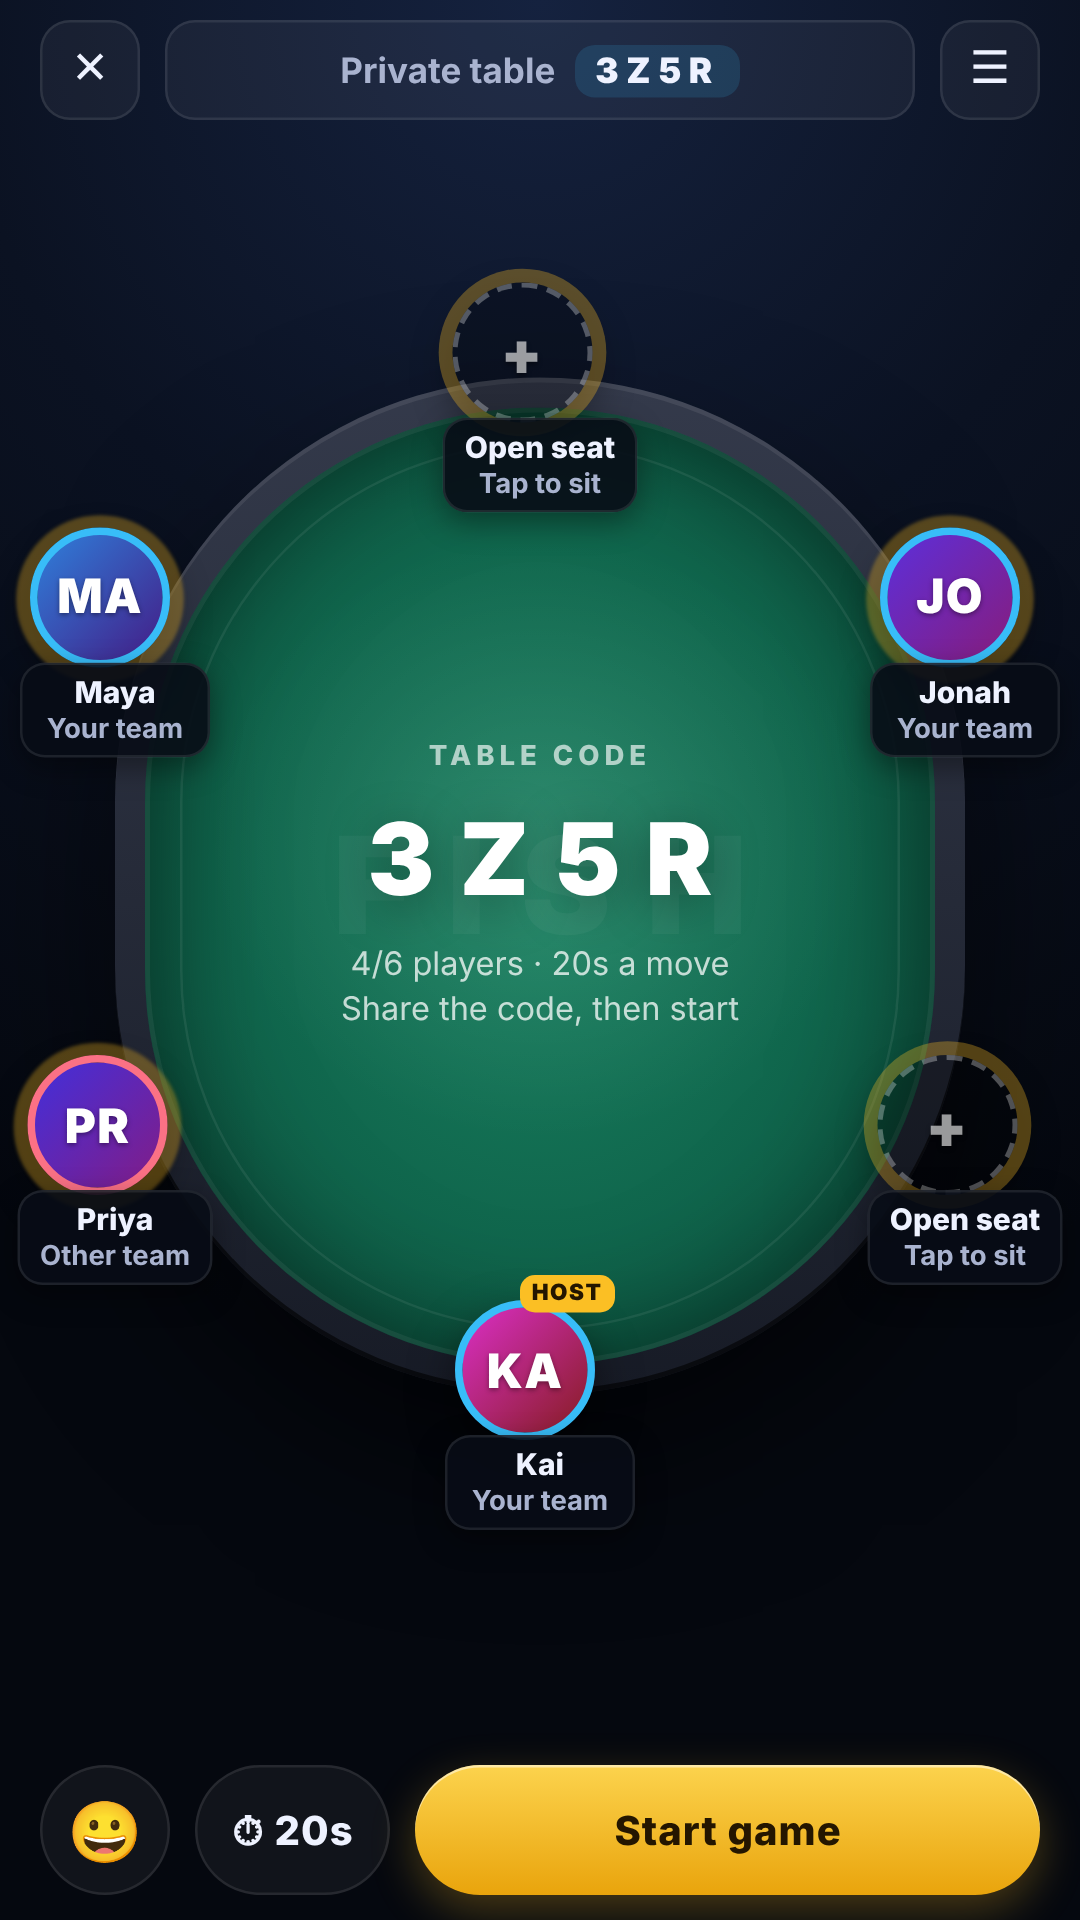 Private table 3Z5R
Open seat
Tap to sit
MA
Maya
Your team
JO
Jonah
Your team
TABLE CODE
3Z5R
4/6 players · 20s a move
Share the code, then start
PR
Priya
Other team
Open seat
Tap to sit
HOST
KA
Kai
Your team
20s
Start game